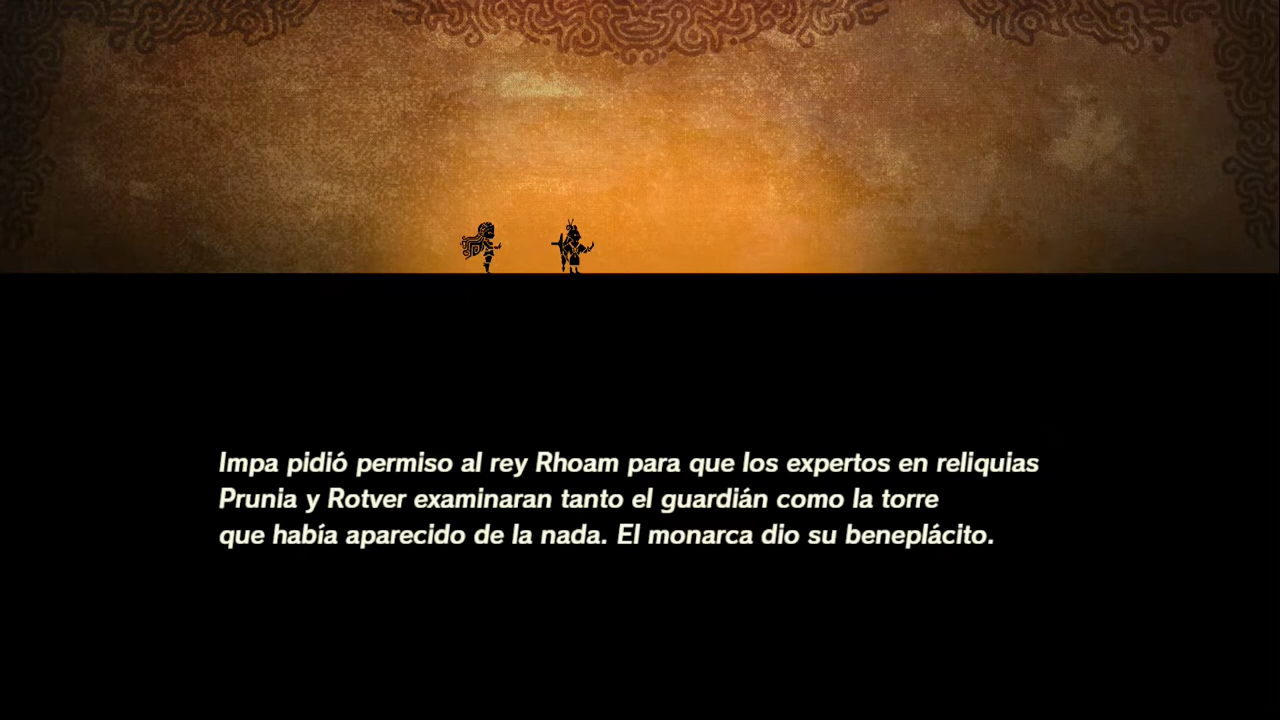 Impa pidió permiso al rey Rhoam para que los expertos en reliquias
Prunia y Rotver examinaran tanto el guardián como la torre
que había aparecido de la nada. El monarca dio su beneplácito.